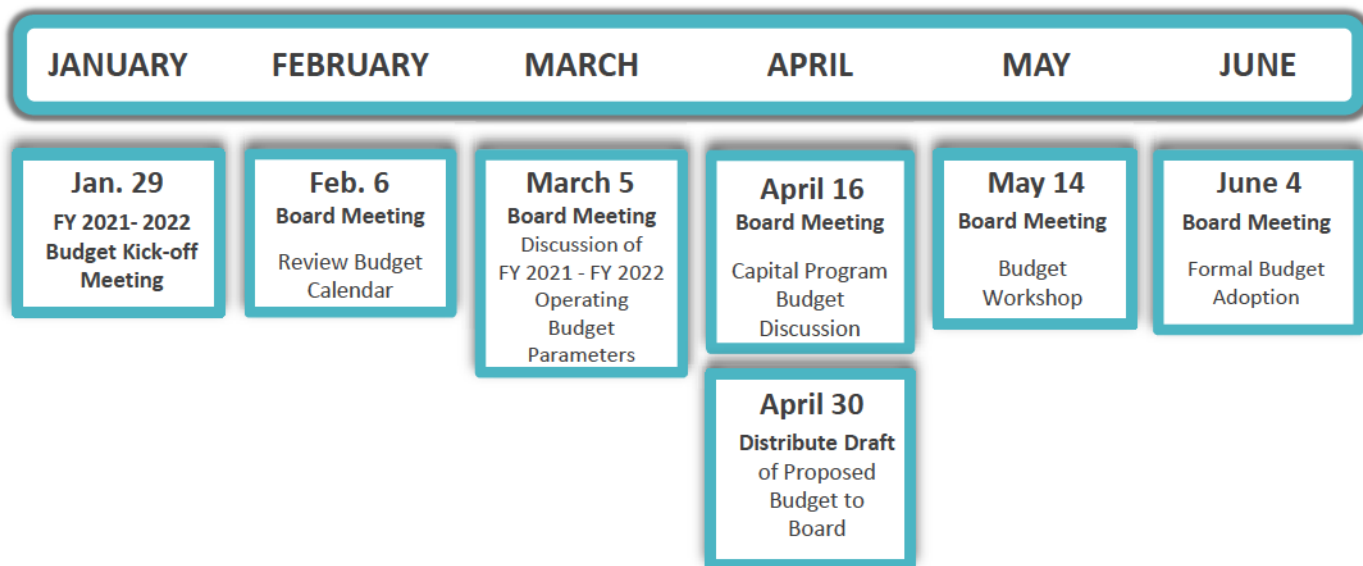 JANUARY FEBRUARY MARCH APRIL MAY JUNE
Jan. 29
FY 2021- 2022
Budget Kick-off
Meeting
Feb. 6
Board Meeting
Review Budget
Calendar
March 5
Board Meeting
Discussion of
FY 2021 - FY 2022
Operating
Budget
Parameters
April 16
Board Meeting
Capital Program
Budget
Discussion
April 30
Distribute Draft
of Proposed
Budget to
Board
May 14
Board Meeting
Budget
Workshop
June 4
Board Meeting
Formal Budget
Adoption